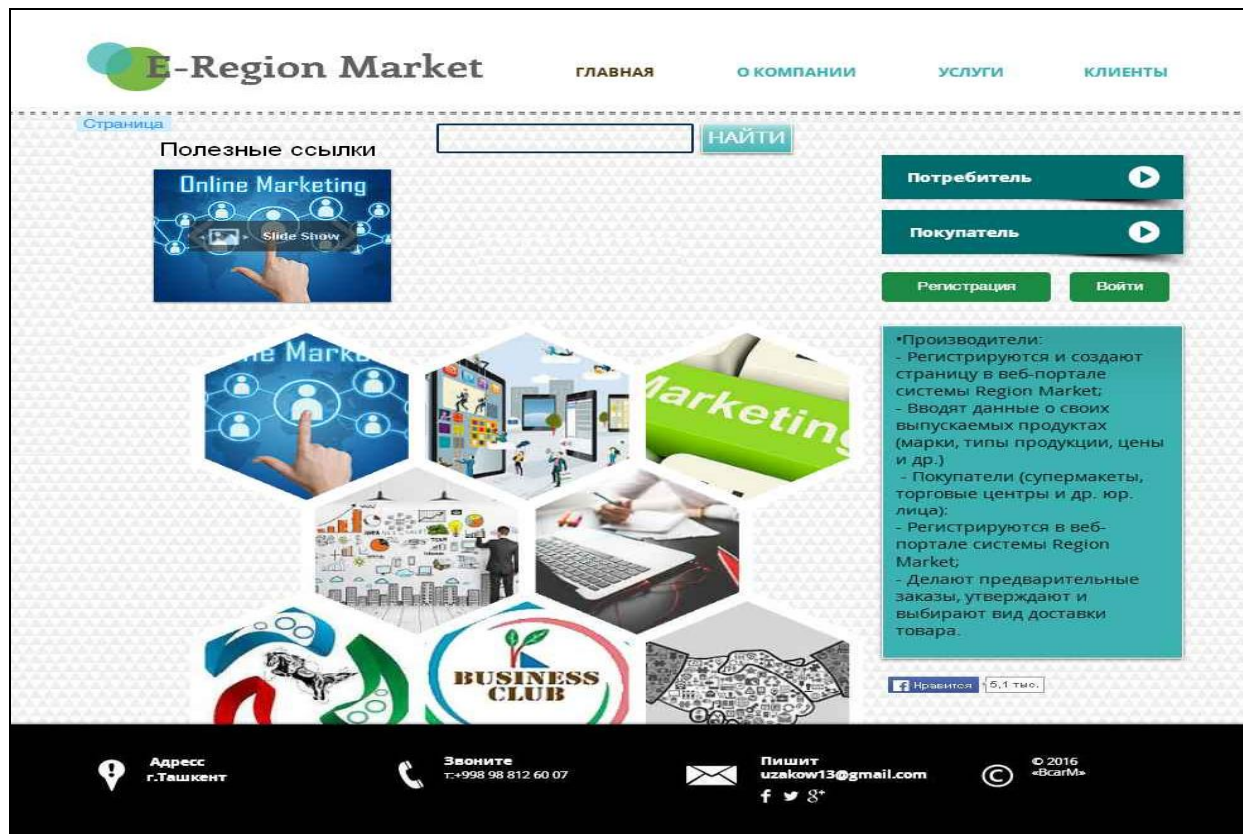 E-Region Market
ГЛАВНАЯ
О КОМПАНИИ
УСЛУГИ
КЛИЕНТЫ
Страница
Полезные ссылки
НАЙТИ
Online Marketing
Slide Show
Потребитель
Покупатель
Регистрация
Войти
ne Marke
Marketing
•Производители:
- Регистрируются и создают
страницу в веб-портале
системы Region Market;
- Вводят данные о своих
выпускаемых продуктах
(марки, типы продукции, цены
и др.)
- Покупатели (супермакеты,
торговые центры и др. юр.
лица):
- Регистрируются в веб-
портале системы Region
Market;
- Делают предварительные
заказы, утверждают и
выбирают вид доставки
товара.
BUSINESS
CLUB
Нравится
5,1 тыс.
Адресс
г.Ташкент
Звоните
т:+998 98 812 60 07
Пишит
uzakow13@gmail.com
© 2016
«BcarM»